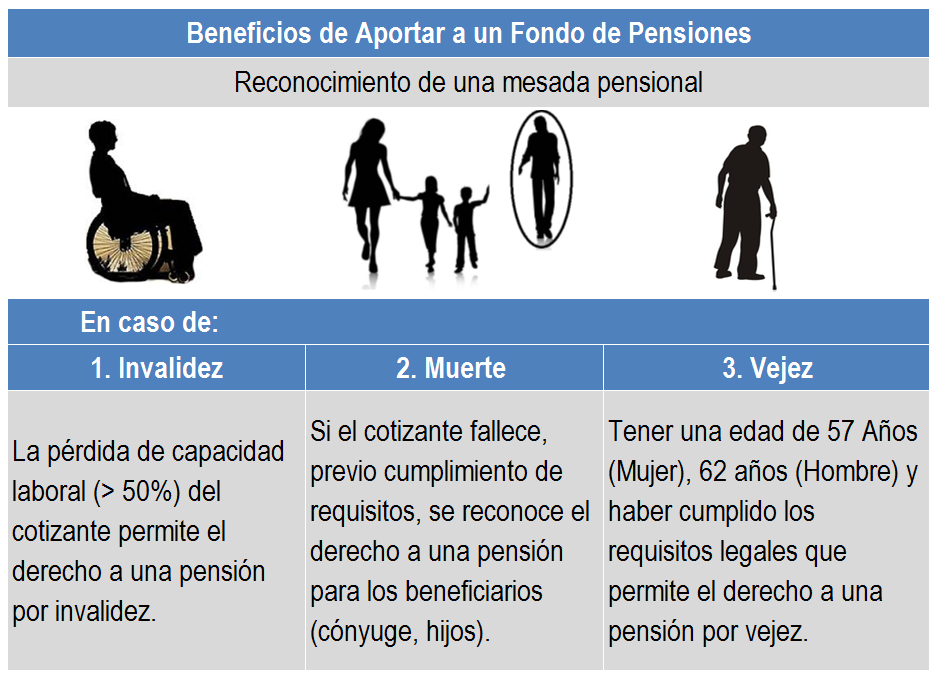 Beneficios de Aportar a un Fondo de Pensiones
Reconocimiento de una mesada pensional
En caso de:
1. Invalidez
2. Muerte
3. Vejez
La pérdida de capacidad
laboral (> 50%) del
cotizante permite el
derecho a una pensión
por invalidez.
Si el cotizante fallece,
previo cumplimiento de
requisitos, se reconoce el
derecho a una pensión
para los beneficiarios
(cónyuge, hijos).
Tener una edad de 57 Años
(Mujer), 62 años (Hombre) y
haber cumplido los
requisitos legales que
permite el derecho a una
pensión por vejez.